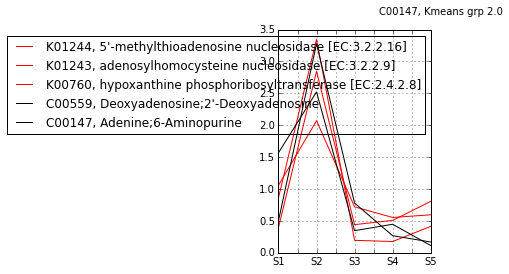 C00147, Kmeans grp 2.0
K01244, 5'-methylthioadenosine nucleosidase [EC:3.2.2.16]
K01243, adenosylhomocysteine nucleosidase [EC:3.2.2.9]
K00760, hypoxanthine phosphoribosyltransferase [EC:2.4.2.8]
C00559, Deoxyadenosine;2'-Deoxyadenosine
C00147, Adenine;6-Aminopurine
3.5
3.0
2.5
2.0
1.5
1.0
0.5
0.0
S1 S2 S3 S4 S5